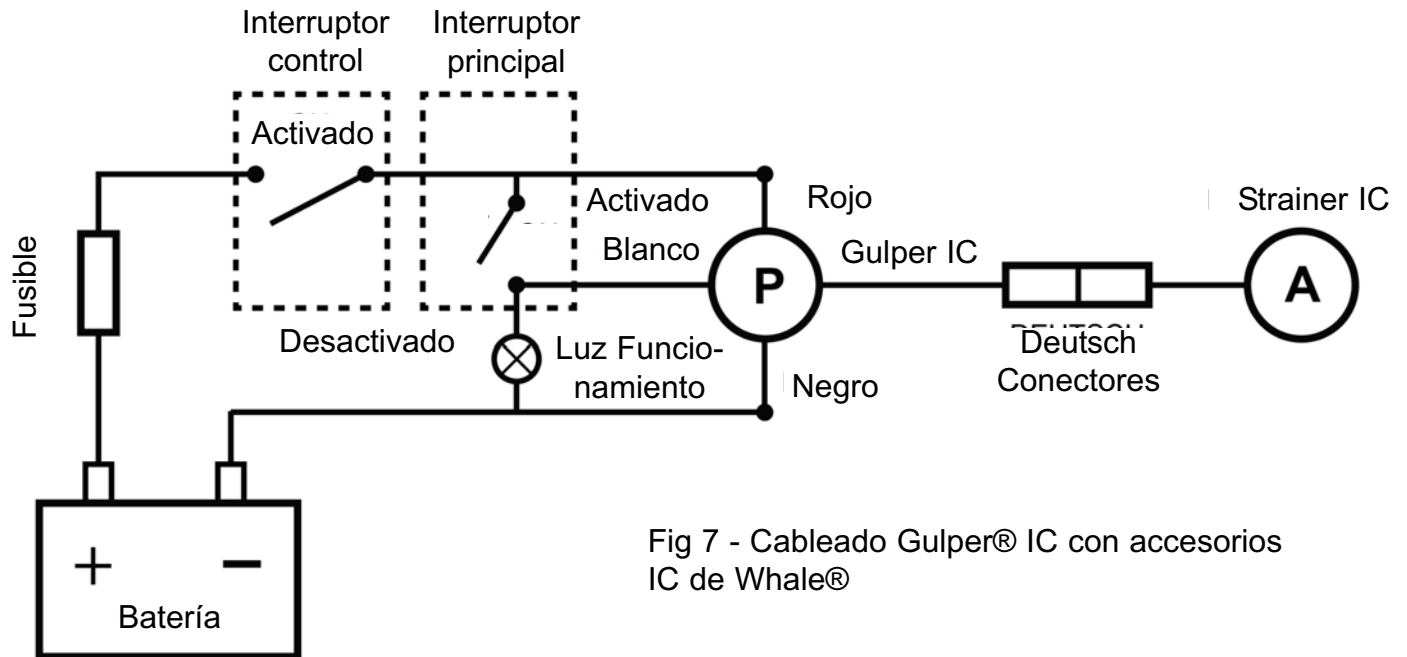 Interruptor
control
Interruptor
principal
Activado
Activado
Rojo
Strainer IC
Blanco
Gulper IC
Fusible
P
A
Desactivado
Luz Funcio-
namiento
Negro
Deutsch
Conectores
+
−
Batería
Fig 7 - Cableado Gulper® IC con accesorios
IC de Whale®